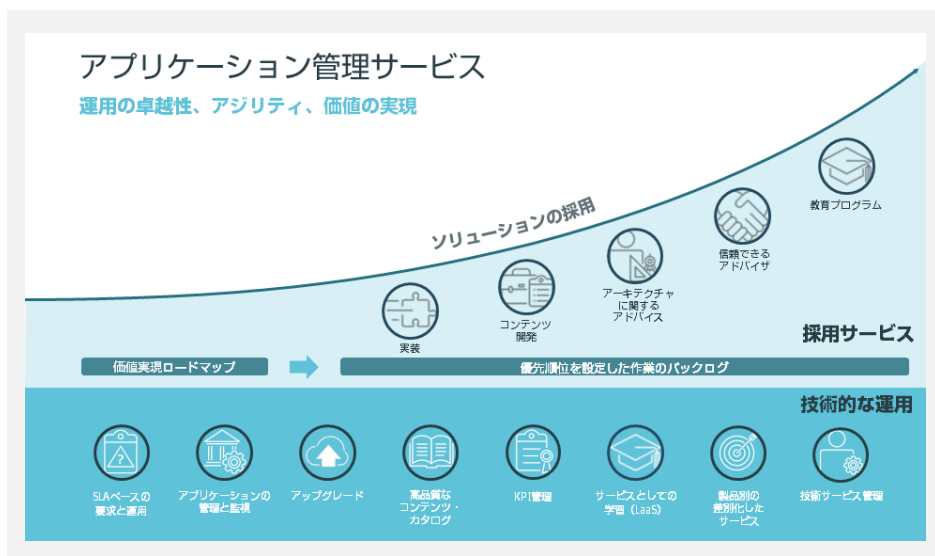 アプリケーション管理サービス
運用の卓越性、アジリティ、価値の実現
ソリューションの採用
教育プログラム
信頼できる
アドバイザ
アーキテクチャ
に関する
アドバイス
コンテンツ
開発
実装
採用サービス
価値実現ロードマップ
優先順位を設定した作業のバックログ
技術的な運用
SLAベースの
要求と運用
アプリケーションの
管理と監視
アップグレード
高品質な
コンテンツ・
カタログ
KPI管理
サービスとしての
学習(LaaS)
製品別の
差別化した
サービス
技術サービス管理